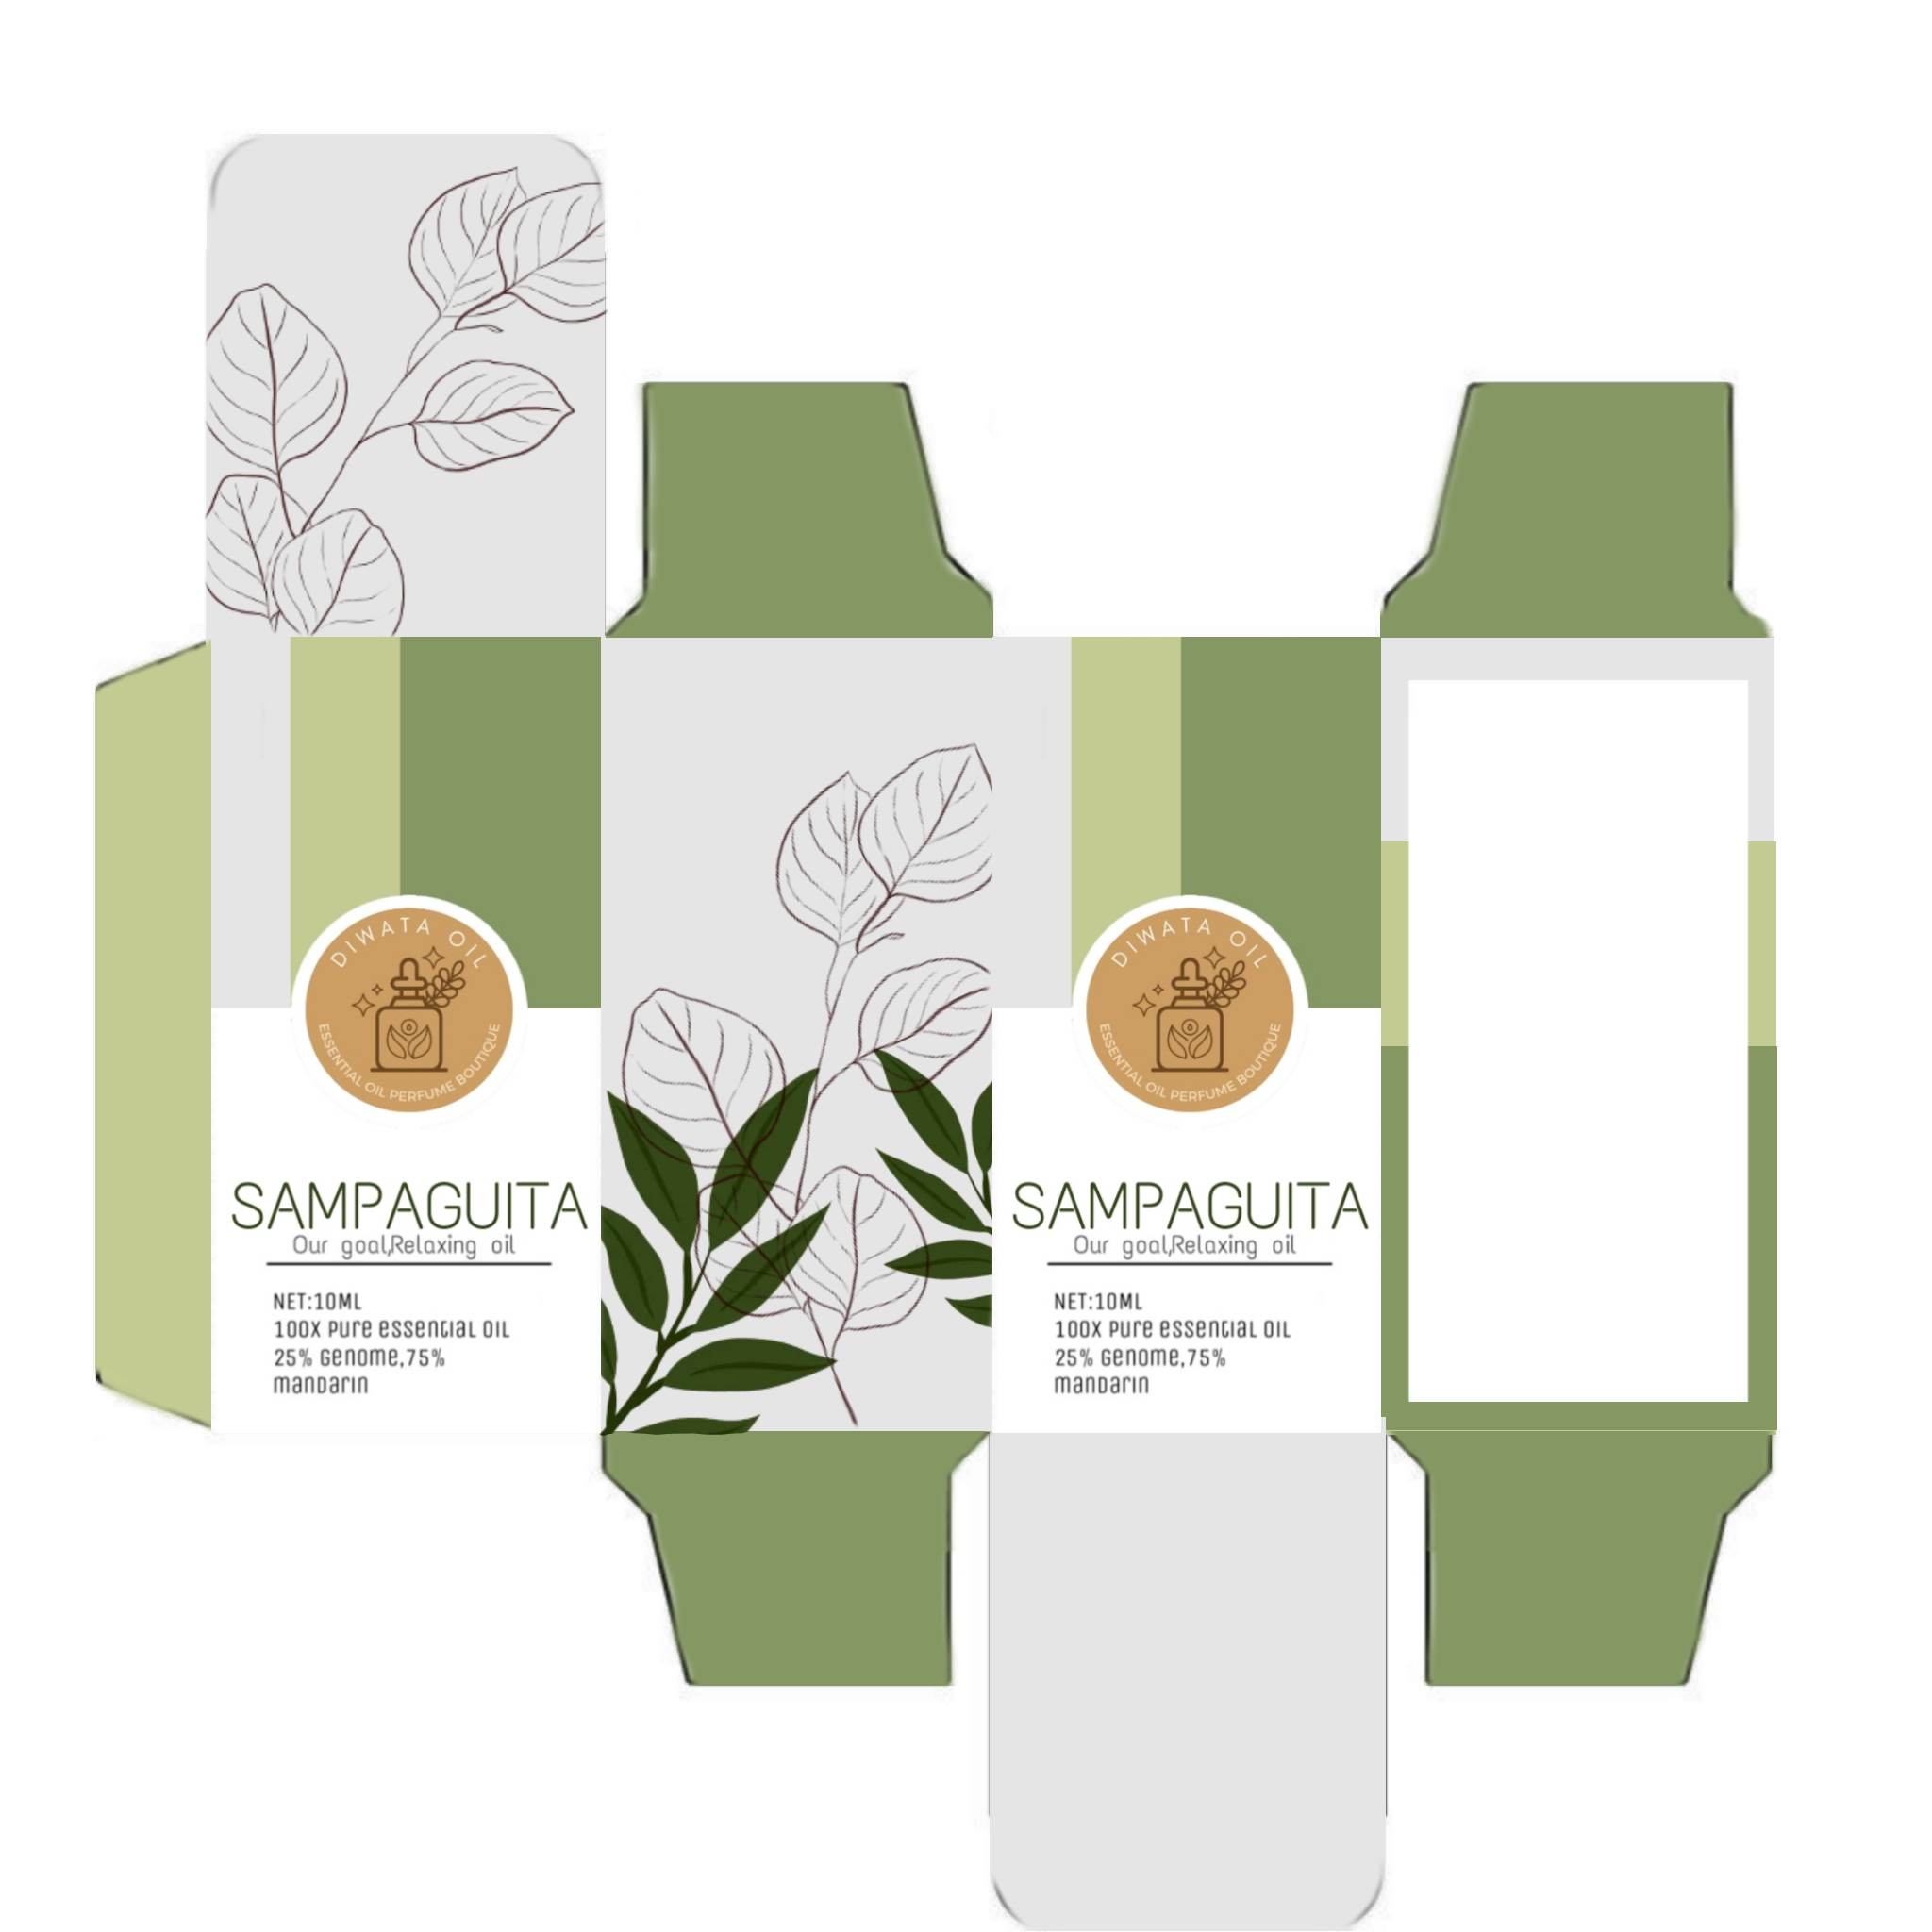 DIWATA OIL
ESSENTIAL OIL PERFUME BOUTIQUE
SAMPAGUITA
Our goal,Relaxing oil
NET:10ML
100X Pure essential OIL
25% Genome,75%
mandarin
DIWATA OIL
ESSENTIAL OIL PERFUME BOUTIQUE
SAMPAGUITA
Our goal,Relaxing oil
NET:10ML
100X Pure essential OIL
25% Genome,75%
mandarin